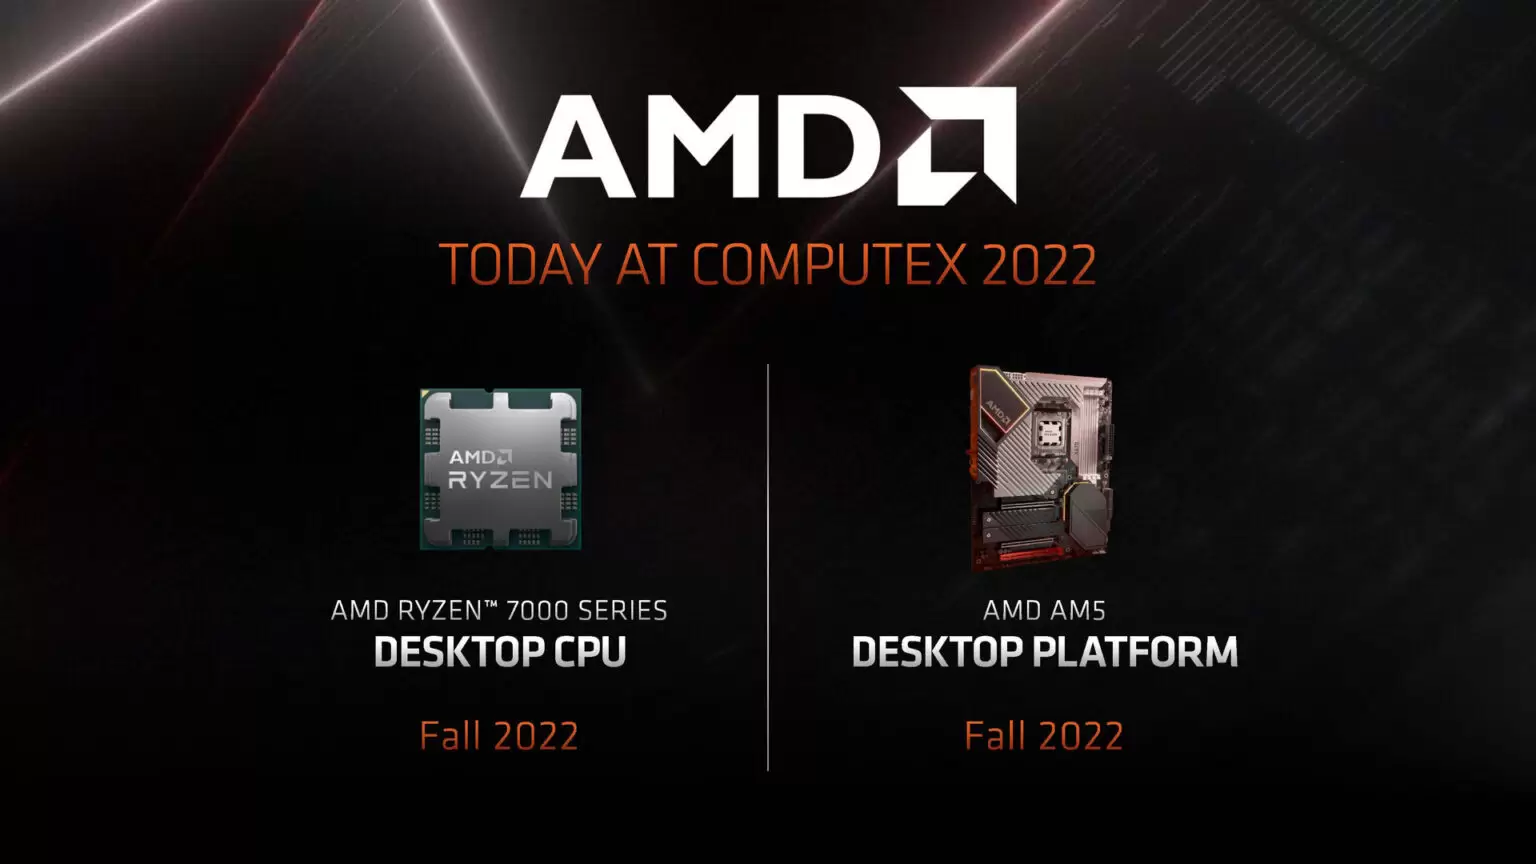 AMD
TODAY AT COMPUTEX 2022
AMD
RYZEN
AMD
AMD RYZEN™ 7000 SERIES
DESKTOP CPU
Fall 2022
AMD AM5
DESKTOP PLATFORM
Fall 2022